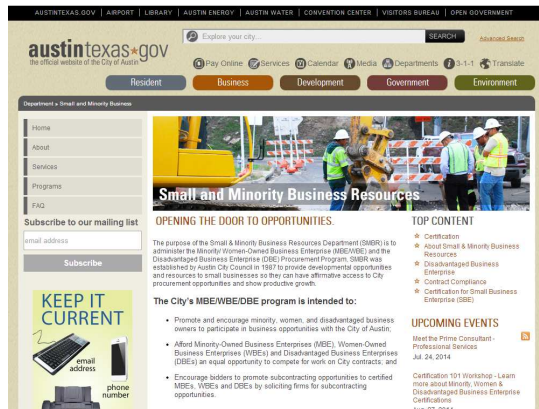 AUSTINTEXAS.GOV | AIRPORT | LIBRARY | AUSTIN ENERGY | AUSTIN WATER | CONVENTION CENTER | VISITORS BUREAU | OPEN GOVERNMENT
austintexas.gov
the official website of the City of Austin
Explore your city...
SEARCH
Advanced Search
Pay Online Services Calendar Media Departments 3-1-1 Translate
Resident Business Development Government Environment
Department » Small and Minority Business
Home
About
Services
Programs
FAQ
Subscribe to our mailing list
email address
Subscribe
KEEP IT
CURRENT
email
address
phone
number
Small and Minority Business Resources
OPENING THE DOOR TO OPPORTUNITIES.
The purpose of the Small & Minority Business Resources Department (SMBR) is to
administer the Minority/ Women-Owned Business Enterprise (MBE/WBE) and the
Disadvantaged Business Enterprise (DBE) Procurement Program. SMBR was
established by Austin City Council in 1987 to provide developmental opportunities
and resources to small businesses so they can have affirmative access to City
procurement opportunities and show productive growth.
The City's MBE/WBE/DBE program is intended to:
• Promote and encourage minority, women, and disadvantaged business
owners to participate in business opportunities with the City of Austin;
• Afford Minority-Owned Business Enterprises (MBE), Women-Owned
Business Enterprises (WBEs) and Disadvantaged Business Enterprises
(DBEs) an equal opportunity to compete for work on City contracts; and
• Encourage bidders to promote subcontracting opportunities to certified
MBEs, WBEs and DBEs by soliciting firms for subcontracting
opportunities.
TOP CONTENT
Certification
About Small & Minority Business
Resources
Disadvantaged Business
Enterprise
Contract Compliance
Certification for Small Business
Enterprise (SBE)
UPCOMING EVENTS
Meet the Prime Consultant -
Professional Services
Jul. 24, 2014
Certification 101 Workshop - Learn
more about Minority, Women &
Disadvantaged Business Enterprise
Certifications
Aug. 07, 2014